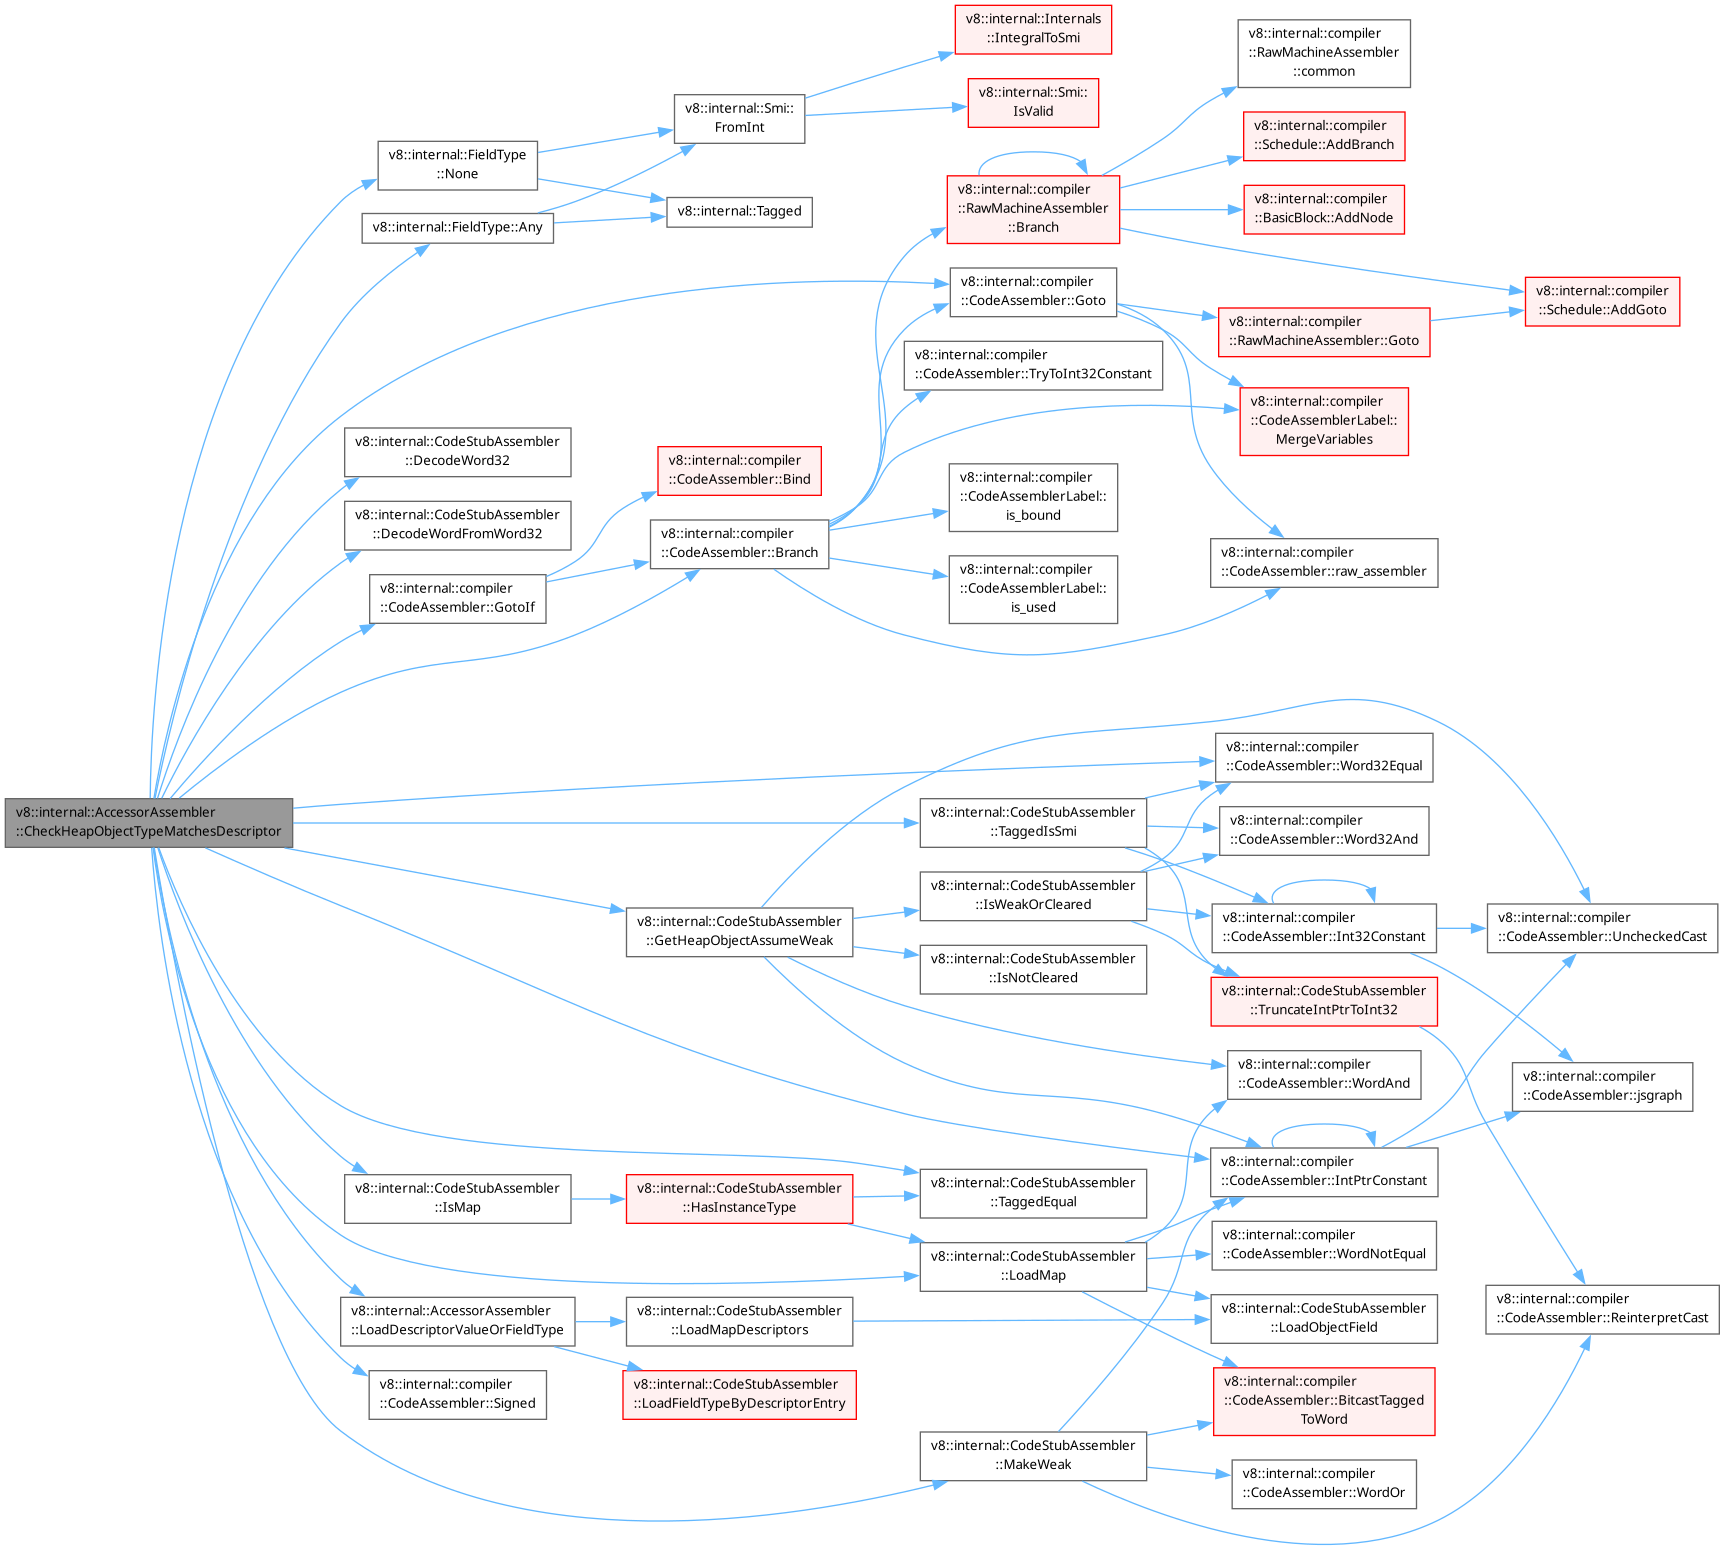 v8::internal::Internals
::IntegralToSmi
v8::internal::compiler
::RawMachineAssembler
::common
v8::internal::Smi::
IsValid
v8::internal::Smi::
FromInt
v8::internal::compiler
::Schedule::AddBranch
v8::internal::FieldType
::None
v8::internal::compiler
::RawMachineAssembler
::Branch
v8::internal::compiler
::BasicBlock::AddNode
v8::internal::Tagged
v8::internal::FieldType::Any
v8::internal::compiler
::CodeAssembler::Goto
v8::internal::compiler
::Schedule::AddGoto
v8::internal::compiler
::RawMachineAssembler::Goto
v8::internal::compiler
::CodeAssembler::TryToInt32Constant
v8::internal::compiler
::CodeAssemblerLabel::
MergeVariables
v8::internal::CodeStubAssembler
::DecodeWord32
v8::internal::compiler
::CodeAssembler::Bind
v8::internal::compiler
::CodeAssemblerLabel::
is_bound
v8::internal::CodeStubAssembler
::DecodeWordFromWord32
v8::internal::compiler
::CodeAssembler::Branch
v8::internal::compiler
::CodeAssembler::raw_assembler
v8::internal::compiler
::CodeAssemblerLabel::
is_used
v8::internal::compiler
::CodeAssembler::GotoIf
v8::internal::compiler
::CodeAssembler::Word32Equal
v8::internal::AccessorAssembler
::CheckHeapObjectTypeMatchesDescriptor
v8::internal::CodeStubAssembler
::TaggedIsSmi
v8::internal::compiler
::CodeAssembler::Word32And
v8::internal::CodeStubAssembler
::IsWeakOrCleared
v8::internal::CodeStubAssembler
::GetHeapObjectAssumeWeak
v8::internal::compiler
::CodeAssembler::Int32Constant
v8::internal::compiler
::CodeAssembler::UncheckedCast
v8::internal::CodeStubAssembler
::IsNotCleared
v8::internal::CodeStubAssembler
::TruncateIntPtrToInt32
v8::internal::compiler
::CodeAssembler::WordAnd
v8::internal::compiler
::CodeAssembler::jsgraph
v8::internal::compiler
::CodeAssembler::IntPtrConstant
v8::internal::CodeStubAssembler
::IsMap
v8::internal::CodeStubAssembler
::HasInstanceType
v8::internal::CodeStubAssembler
::TaggedEqual
v8::internal::compiler
::CodeAssembler::WordNotEqual
v8::internal::CodeStubAssembler
::LoadMap
v8::internal::compiler
::CodeAssembler::ReinterpretCast
v8::internal::AccessorAssembler
::LoadDescriptorValueOrFieldType
v8::internal::CodeStubAssembler
::LoadMapDescriptors
v8::internal::CodeStubAssembler
::LoadObjectField
v8::internal::compiler
::CodeAssembler::Signed
v8::internal::CodeStubAssembler
::LoadFieldTypeByDescriptorEntry
v8::internal::compiler
::CodeAssembler::BitcastTagged
ToWord
v8::internal::CodeStubAssembler
::MakeWeak
v8::internal::compiler
::CodeAssembler::WordOr